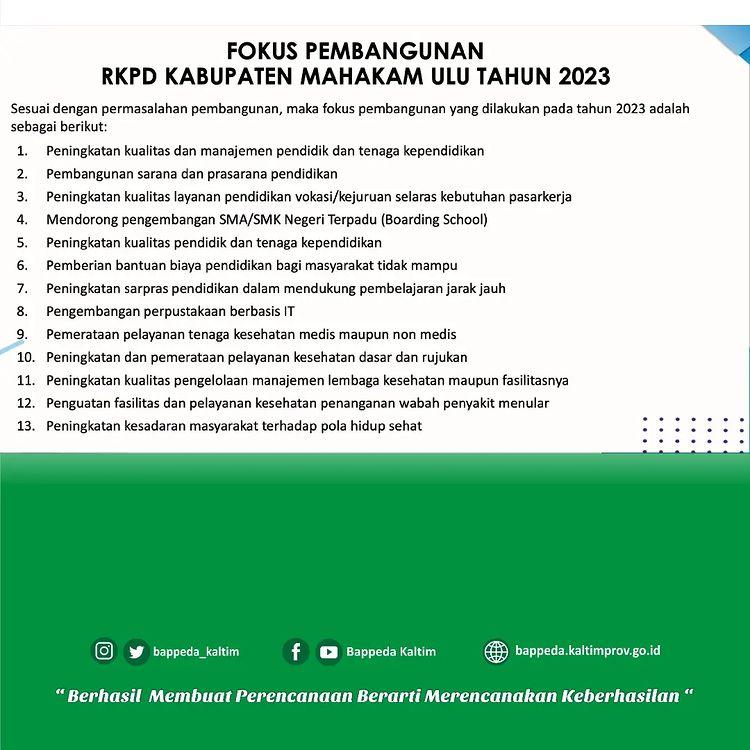 FOKUS PEMBANGUNAN
RKPD KABUPATEN MAHAKAM ULU TAHUN 2023
Sesuai dengan permasalahan pembangunan, maka fokus pembangunan yang dilakukan pada tahun 2023 adalah
sebagai berikut:
1. Peningkatan kualitas dan manajemen pendidik dan tenaga kependidikan
2. Pembangunan sarana dan prasarana pendidikan
3. Peningkatan kualitas layanan pendidikan vokasi/kejuruan selaras kebutuhan pasarkerja
4. Mendorong pengembangan SMA/SMK Negeri Terpadu (Boarding School)
5. Peningkatan kualitas pendidik dan tenaga kependidikan
6. Pemberian bantuan biaya pendidikan bagi masyarakat tidak mampu
7. Peningkatan sarpras pendidikan dalam mendukung pembelajaran jarak jauh
8. Pengembangan perpustakaan berbasis IT
9. Pemerataan pelayanan tenaga kesehatan medis maupun non medis
10. Peningkatan dan pemerataan pelayanan kesehatan dasar dan rujukan
11. Peningkatan kualitas pengelolaan manajemen lembaga kesehatan maupun fasilitasnya
12. Penguatan fasilitas dan pelayanan kesehatan penanganan wabah penyakit menular
13. Peningkatan kesadaran masyarakat terhadap pola hidup sehat
bappeda_kaltim Bappeda Kaltim bappeda.kaltimprov.go.id
“ Berhasil Membuat Perencanaan Berarti Merencanakan Keberhasilan “